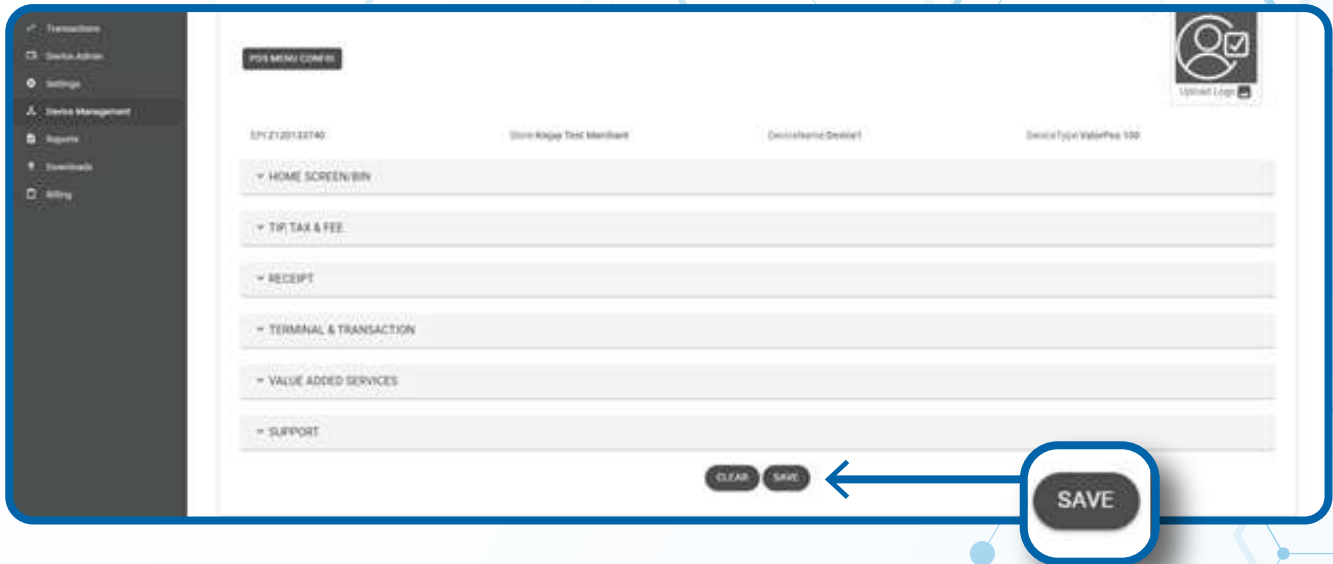 Transactions
Device Admin
Settings
Device Management
Reports
Downloads
Billing
POS MENU CONFIG
Upload Logo
EPI:2120133740
Store: Test Merchant
DeviceName:Device1
DeviceType:ValorPos 100
HOME SCREEN/BIN
TIP, TAX & FEE
RECEIPT
TERMINAL & TRANSACTION
VALUE ADDED SERVICES
SUPPORT
CLEAR
SAVE
SAVE